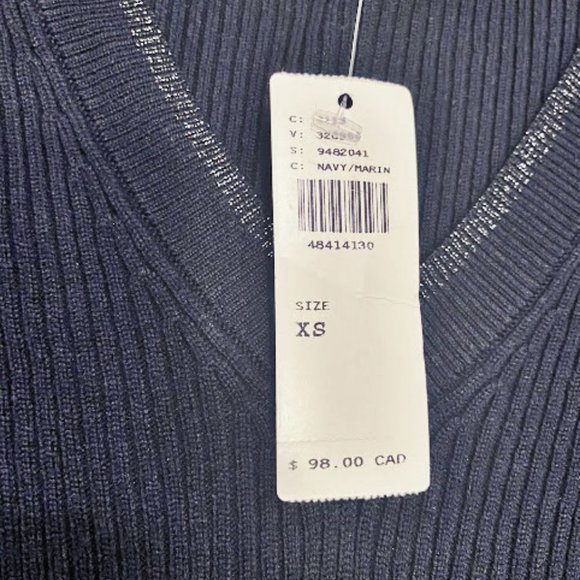 C:
V:
S: 9482041
C: NAVY/MARIN
48414130
SIZE
XS
$ 98.00 CAD